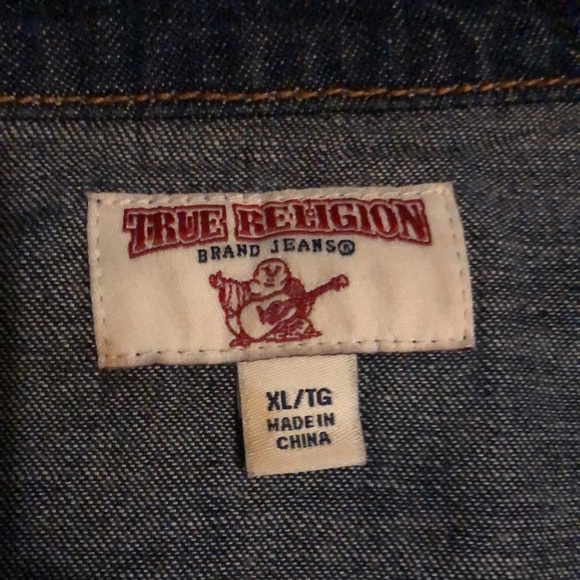 TRUE RELIGION
BRAND JEANS®
XL/TG
MADE IN
CHINA